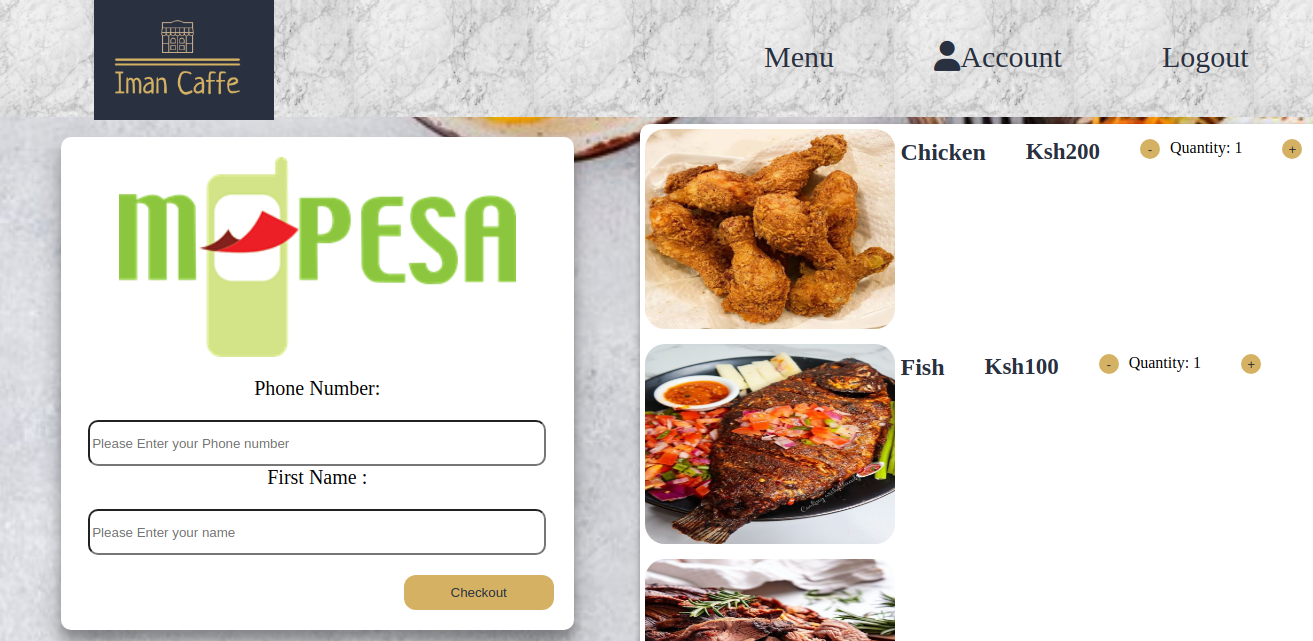 Iman Caffe
Menu
Account
Logout
M PESA
Phone Number:
Please Enter your Phone number
First Name :
Please Enter your name
Checkout
Chicken Ksh200 - Quantity: 1 +
Fish Ksh100 - Quantity: 1 +